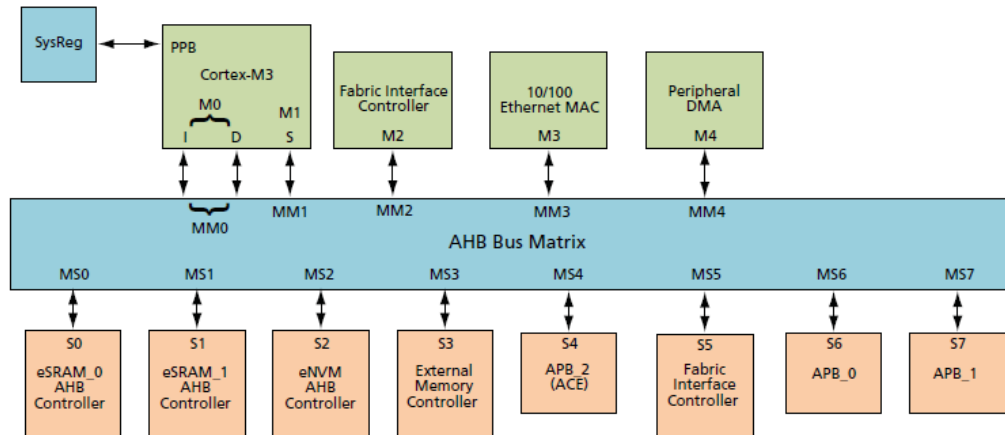 SysReg
PPB
Cortex-M3
M0
M1
I
D
S
Fabric Interface
Controller
M2
10/100
Ethernet MAC
M3
Peripheral
DMA
M4
MM0
MM1
MM2
MM3
MM4
AHB Bus Matrix
MS0
MS1
MS2
MS3
MS4
MS5
MS6
MS7
S0
eSRAM_0
AHB
Controller
S1
eSRAM_1
AHB
Controller
S2
eNVM
AHB
Controller
S3
External
Memory
Controller
S4
APB_2
(ACE)
S5
Fabric
Interface
Controller
S6
APB_0
S7
APB_1